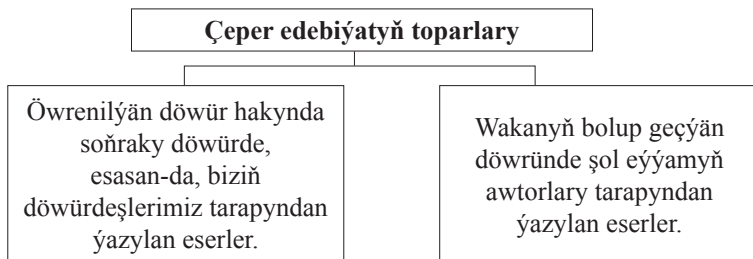 Çeper edebiýatyň toparlary
Öwrenilýän döwür hakynda
soňraky döwürde,
esasan-da, biziň
döwürdeşlerimiz tarapyndan
ýazylan eserler.
Wakanyň bolup geçýän
döwründe şol eýýamyň
awtorlary tarapyndan
ýazylan eserler.